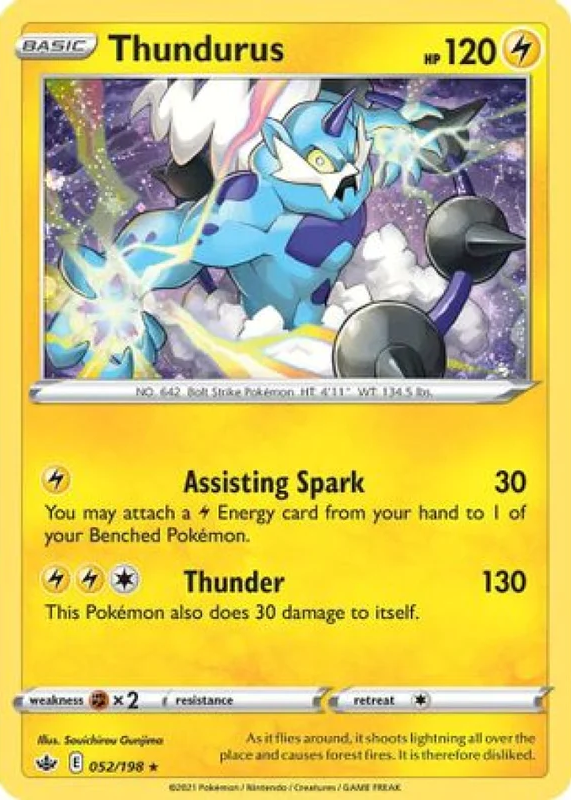 BASIC Thundurus HP 120
NO. 642 Bolt Strike Pokémon HT: 4'11" WT: 134.5 lbs.
Assisting Spark 30
You may attach a Energy card from your hand to 1 of
your Benched Pokémon.
Thunder 130
This Pokémon also does 30 damage to itself.
weakness ×2 resistance retreat
Illus. Souichirou Gunjima
As it flies around, it shoots lightning all over the
place and causes forest fires. It is therefore disliked.
E 052/198 ★
©2021 Pokémon / Nintendo / Creatures / GAME FREAK